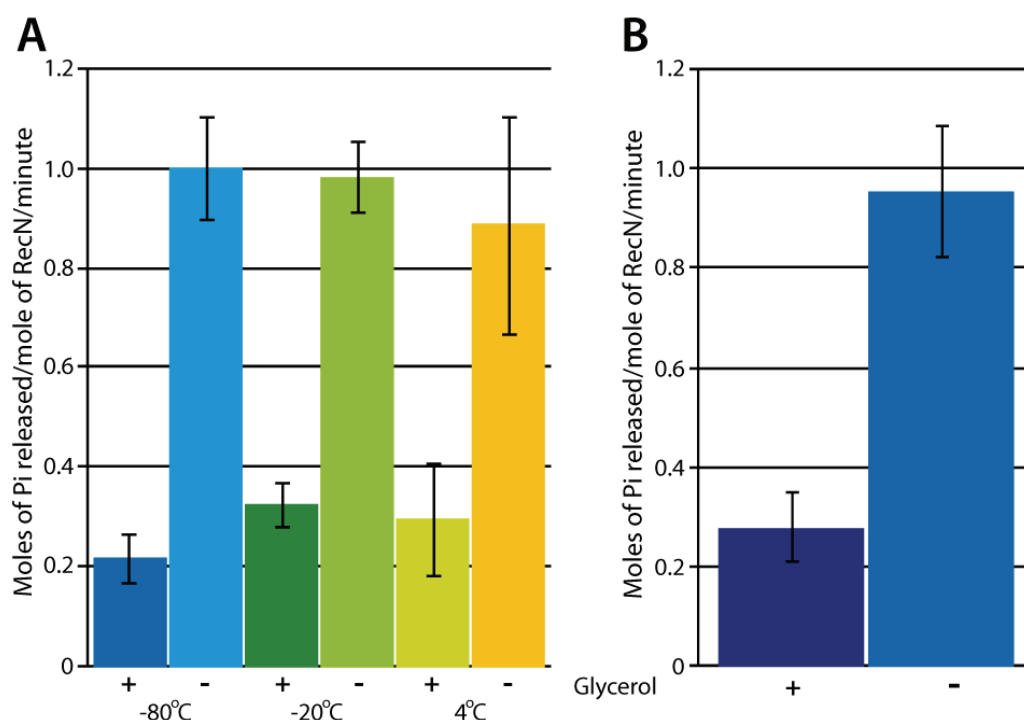 A
B
Moles of Pi released/mole of RecN/minute
1.2
1.0
0.8
0.6
0.4
0.2
0
+ - + - + -
-80°C -20°C 4°C
Moles of Pi released/mole of RecN/minute
1.2
1.0
0.8
0.6
0.4
0.2
0
Glycerol + -